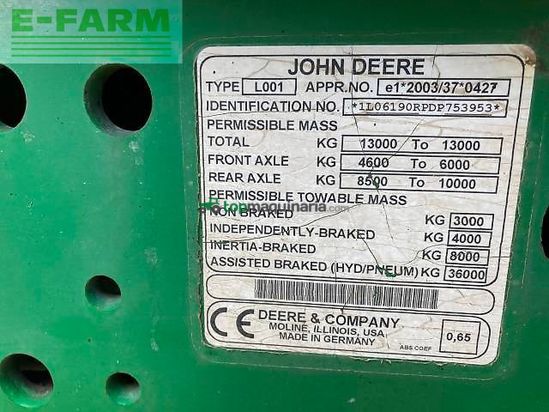 E-FARM
JOHN DEERE
TYPE L001 APPR.NO. e1*2003/37*0427
IDENTIFICATION NO. *1L06190RPDP753953*
PERMISSIBLE MASS
TOTAL KG 13000 To 13000
FRONT AXLE KG 4600 To 6000
REAR AXLE KG 8500 To 10000
PERMISSIBLE TOWABLE MASS
topmaquinaria.com
NON BRAKED KG 3000
INDEPENDENTLY-BRAKED KG 4000
INERTIA-BRAKED KG 8000
ASSISTED BRAKED (HYD/PNEUM) KG 36000
CE DEERE & COMPANY
MOLINE, ILLINOIS, USA
MADE IN GERMANY
0,65
ABS COEF